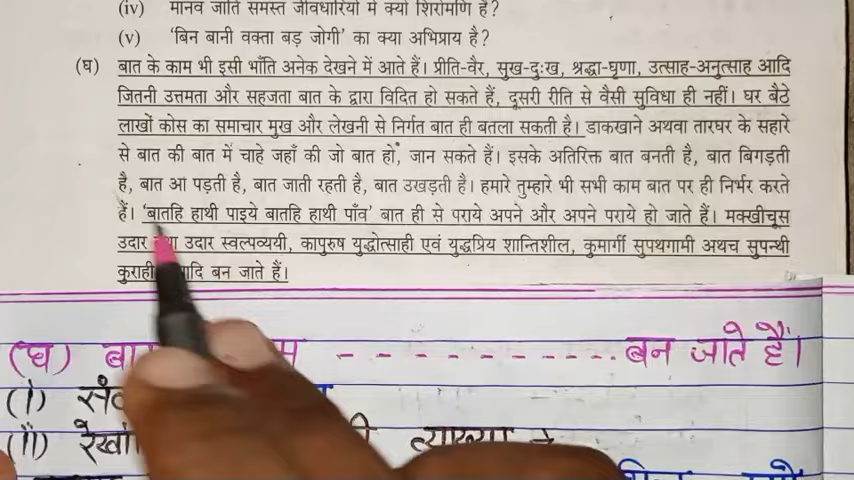 (iv) मानव जाति समस्त जीवधारियों में क्यों शिरोमणि है?
(v) 'बिन बानी वक्ता बड़ जोगी' का क्या अभिप्राय है?
(घ) बात के काम भी इसी भाँति अनेक देखने में आते हैं। प्रीति-वैर, सुख-दुःख, श्रद्धा-घृणा, उत्साह-अनुत्साह आदि
जितनी उत्तमता और सहजता बात के द्वारा विदित हो सकते हैं, दूसरी रीति से वैसी सुविधा ही नहीं। घर बैठे
लाखों कोस का समाचार मुख और लेखनी से निर्गत बात ही बतला सकती है। डाकखाने अथवा तारघर के सहारे
से बात की बात में चाहे जहाँ की जो बात हो, जान सकते हैं। इसके अतिरिक्त बात बनती है, बात बिगड़ती
है, बात आ पड़ती है, बात जाती रहती है, बात उखड़ती है। हमारे तुम्हारे भी सभी काम बात पर ही निर्भर करते
हैं। 'बातहि हाथी पाइये बातहि हाथी पाँव' बात ही से पराये अपने और अपने पराये हो जाते हैं। मक्खीचूस
उदार उदार स्वल्पव्ययी, कापुरुष युद्धोत्साही एवं युद्धप्रिय शान्तिशील, कुमार्गी सुपथगामी अथच सुपन्थी
कुराही बन जाते हैं।
(घ) - - - - - - - - - - बन जाते हैं।
(i)
(ii) व्याख्या →